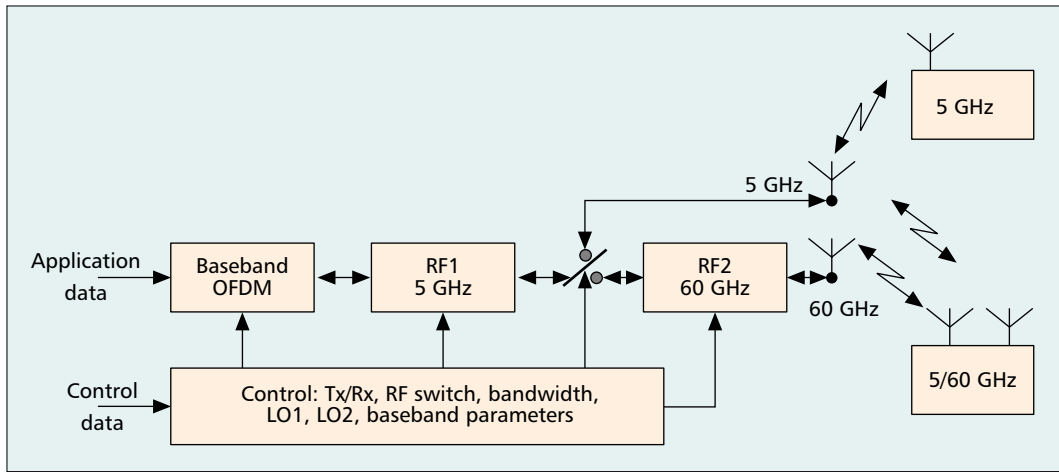 5 GHz
5 GHz
Application
data
Baseband
OFDM
RF1
5 GHz
RF2
60 GHz
60 GHz
5/60 GHz
Control
data
Control: Tx/Rx, RF switch, bandwidth,
LO1, LO2, baseband parameters